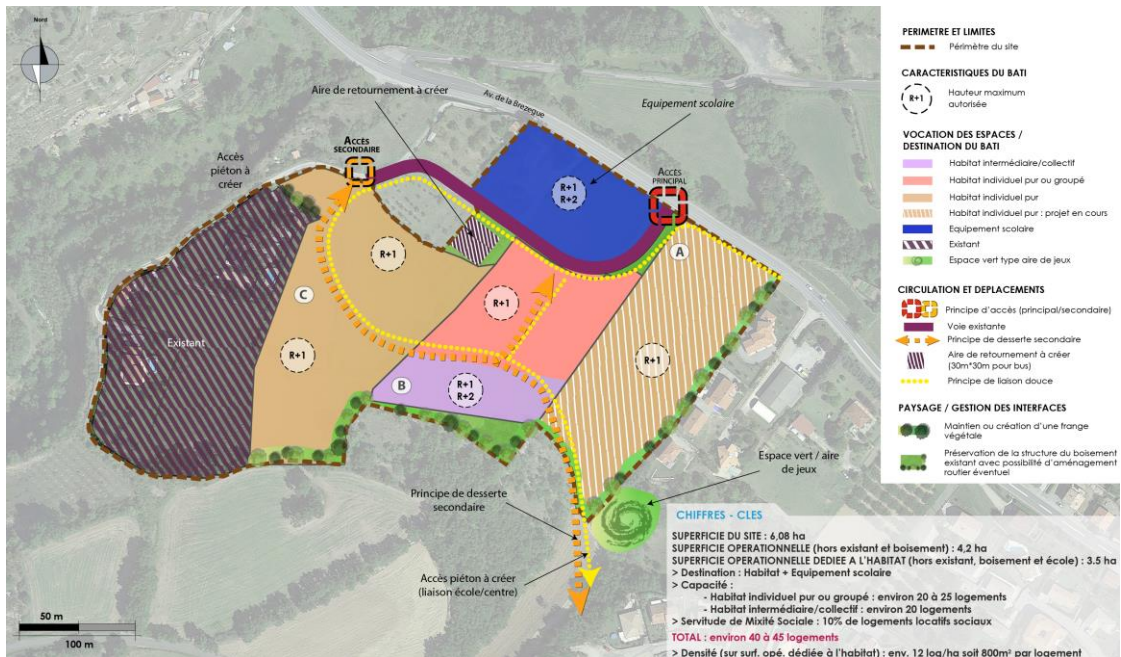 Nord
Aire de retournement à créer
Av. de la Brezegue
Equipement scolaire
ACCÈS
SECONDAIRE
Accès
piéton à
créer
ACCÈS
PRINCIPAL
R+1
R+2
A
R+1
C
R+1
Existant
R+1
R+1
B
R+1
R+2
Espace vert / aire
de jeux
Principe de desserte
secondaire
Accès piéton à créer
(liaison école/centre)
50 m
100 m
PERIMETRE ET LIMITES
Périmètre du site
CARACTERISTIQUES DU BATI
R+1
Hauteur maximum
autorisée
VOCATION DES ESPACES /
DESTINATION DU BATI
Habitat intermédiaire/collectif
Habitat individuel pur ou groupé
Habitat individuel pur
Habitat individuel pur : projet en cours
Equipement scolaire
Existant
Espace vert type aire de jeux
CIRCULATION ET DEPLACEMENTS
Principe d'accès (principal/secondaire)
Voie existante
Principe de desserte secondaire
Aire de retournement à créer
(30m*30m pour bus)
Principe de liaison douce
PAYSAGE / GESTION DES INTERFACES
Maintien ou création d'une frange
végétale
Préservation de la structure du boisement
existant avec possibilité d'aménagement
routier éventuel
CHIFFRES - CLES
SUPERFICIE DU SITE : 6,08 ha
SUPERFICIE OPERATIONNELLE (hors existant et boisement) : 4,2 ha
SUPERFICIE OPERATIONNELLE DEDIEE A L'HABITAT (hors existant, boisement et école) : 3.5 ha
> Destination : Habitat + Equipement scolaire
> Capacité :
- Habitat individuel pur ou groupé : environ 20 à 25 logements
- Habitat intermédiaire/collectif : environ 20 logements
> Servitude de Mixité Sociale : 10% de logements locatifs sociaux
TOTAL : environ 40 à 45 logements
> Densité (sur surf. opé. dédiée à l'habitat) : env. 12 log/ha soit 800m² par logement